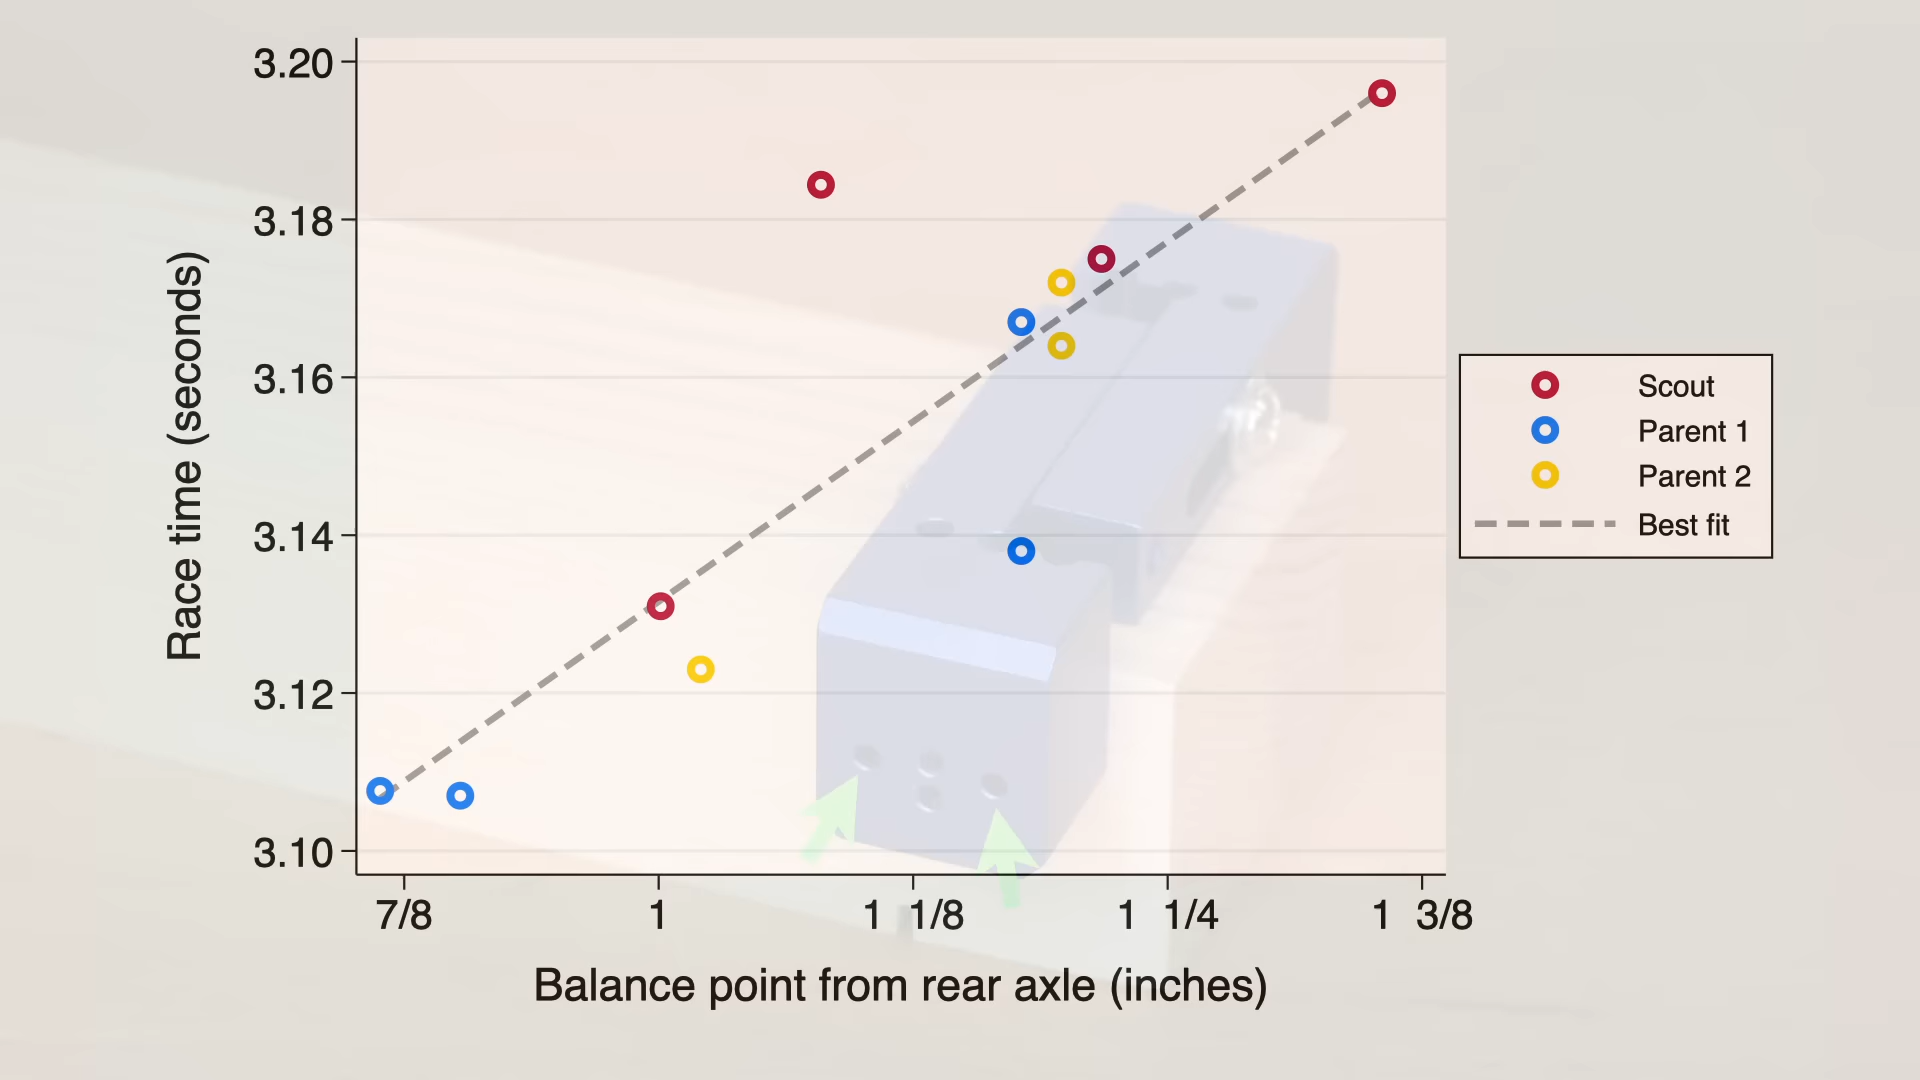 3.20
3.18
3.16
3.14
3.12
3.10
Race time (seconds)
7/8
1
1 1/8
1 1/4
1 3/8
Balance point from rear axle (inches)
Scout
Parent 1
Parent 2
Best fit